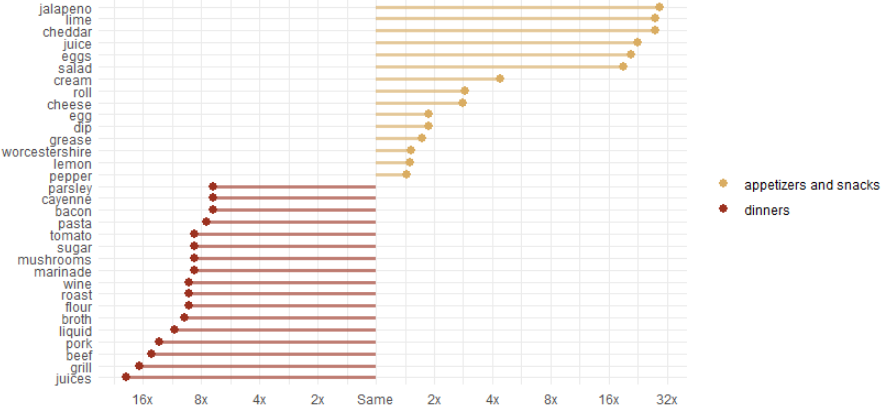 jalapeno
lime
cheddar
juice
eggs
salad
cream
roll
cheese
egg
dip
grease
worcestershire
lemon
pepper
parsley
cayenne
bacon
pasta
tomato
sugar
mushrooms
marinade
wine
roast
flour
broth
liquid
pork
beef
grill
juices
16x 8x 4x 2x Same 2x 4x 8x 16x 32x
appetizers and snacks
dinners